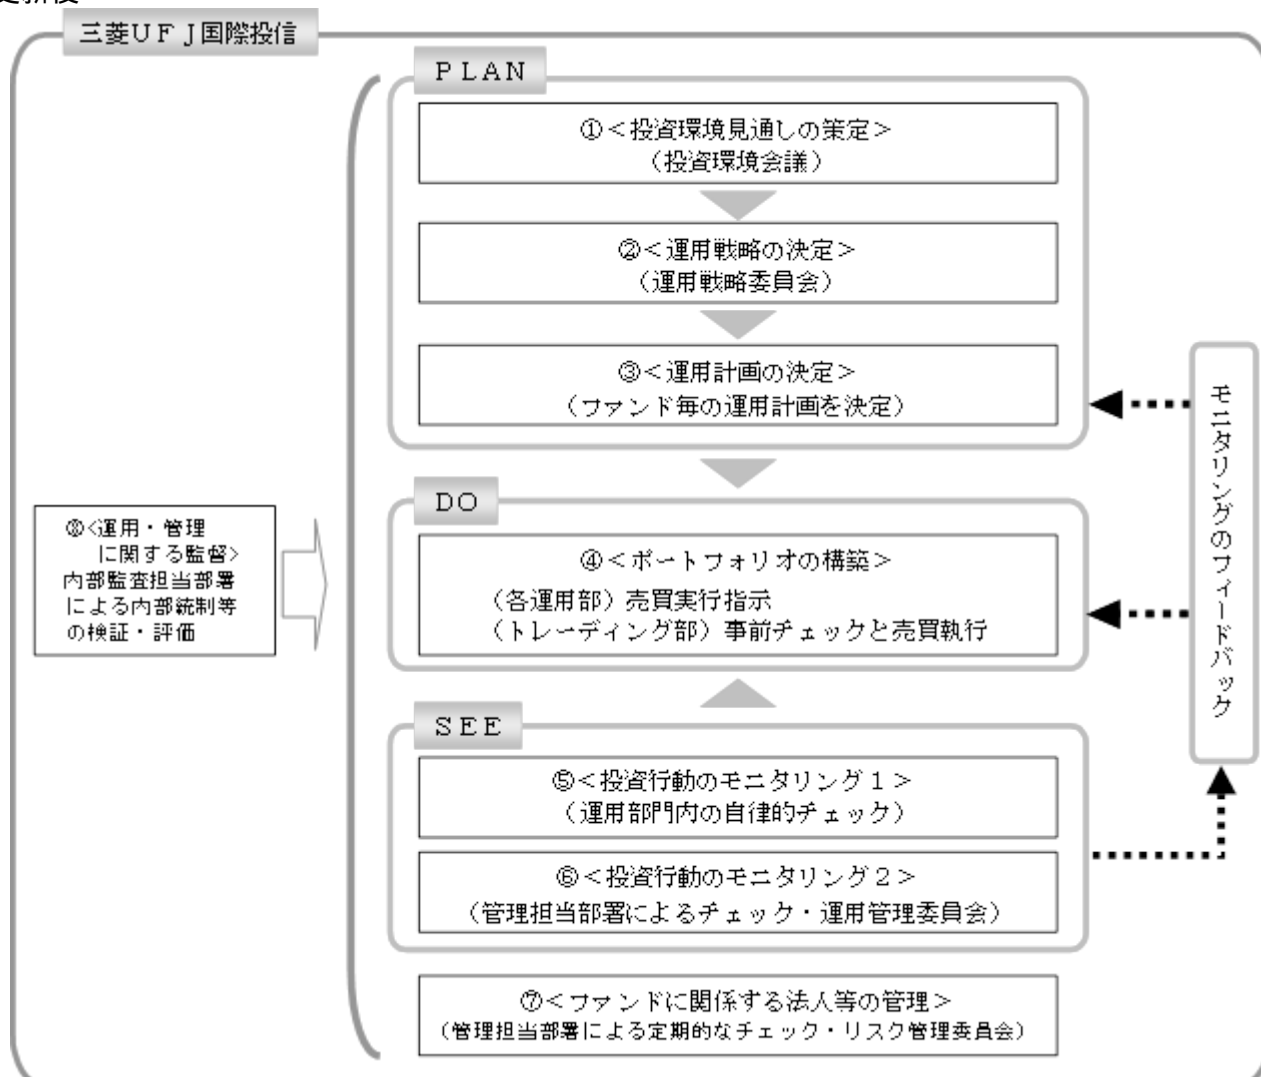 三菱ＵＦＪ国際投信
ＰＬＡＮ
①＜投資環境見通しの策定＞
（投資環境会議）
②＜運用戦略の決定＞
（運用戦略委員会）
③＜運用計画の決定＞
（ファンド毎の運用計画を決定）
ＤＯ
④＜ポートフォリオの構築＞
（各運用部）売買実行指示
（トレーディング部）事前チェックと売買執行
ＳＥＥ
⑤＜投資行動のモニタリング１＞
（運用部門内の自律的チェック）
⑥＜投資行動のモニタリング２＞
（管理担当部署によるチェック・運用管理委員会）
⑦＜ファンドに関係する法人等の管理＞
（管理担当部署による定期的なチェック・リスク管理委員会）
⑧＜運用・管理
に関する監督＞
内部監査担当部署
による内部統制等
の検証・評価
モニタリングのフィードバック